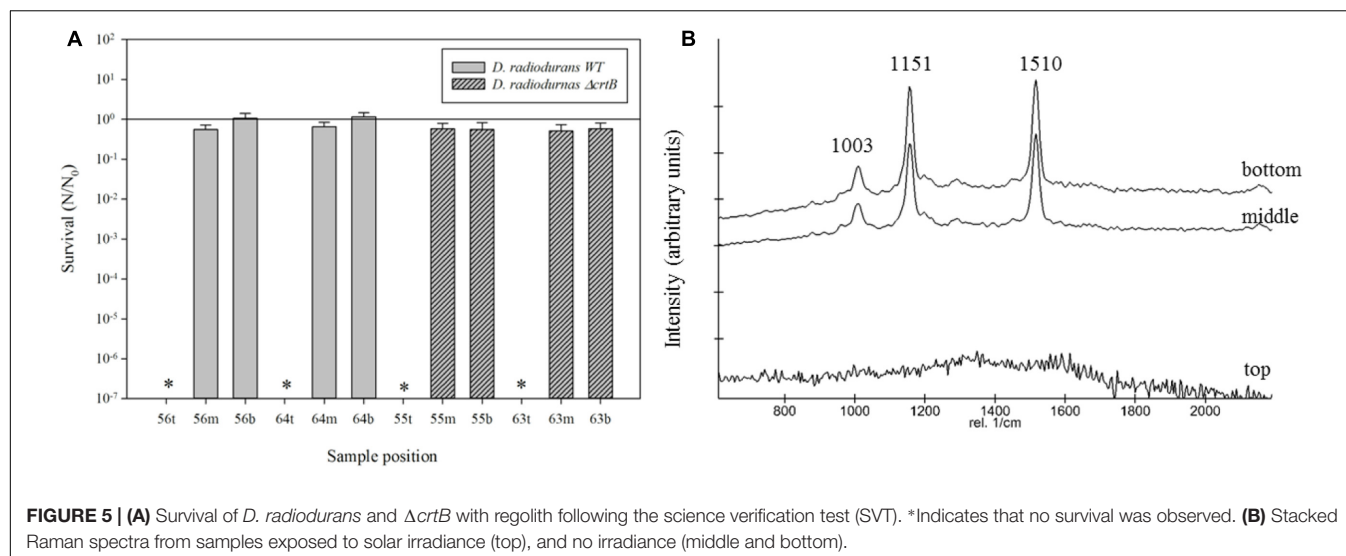 A
10²
10¹
10⁰
10⁻¹
10⁻²
10⁻³
10⁻⁴
10⁻⁵
10⁻⁶
10⁻⁷
Survival (N/N₀)
D. radiodurans WT
D. radiodurnas ΔcrtB
* * * *
56t 56m 56b 64t 64m 64b 55t 55m 55b 63t 63m 63b
Sample position
B
Intensity (arbitrary units)
1003
1151
1510
bottom
middle
top
800 1000 1200 1400 1600 1800 2000
rel. 1/cm
FIGURE 5 | (A) Survival of D. radiodurans and ΔcrtB with regolith following the science verification test (SVT). *Indicates that no survival was observed. (B) Stacked
Raman spectra from samples exposed to solar irradiance (top), and no irradiance (middle and bottom).